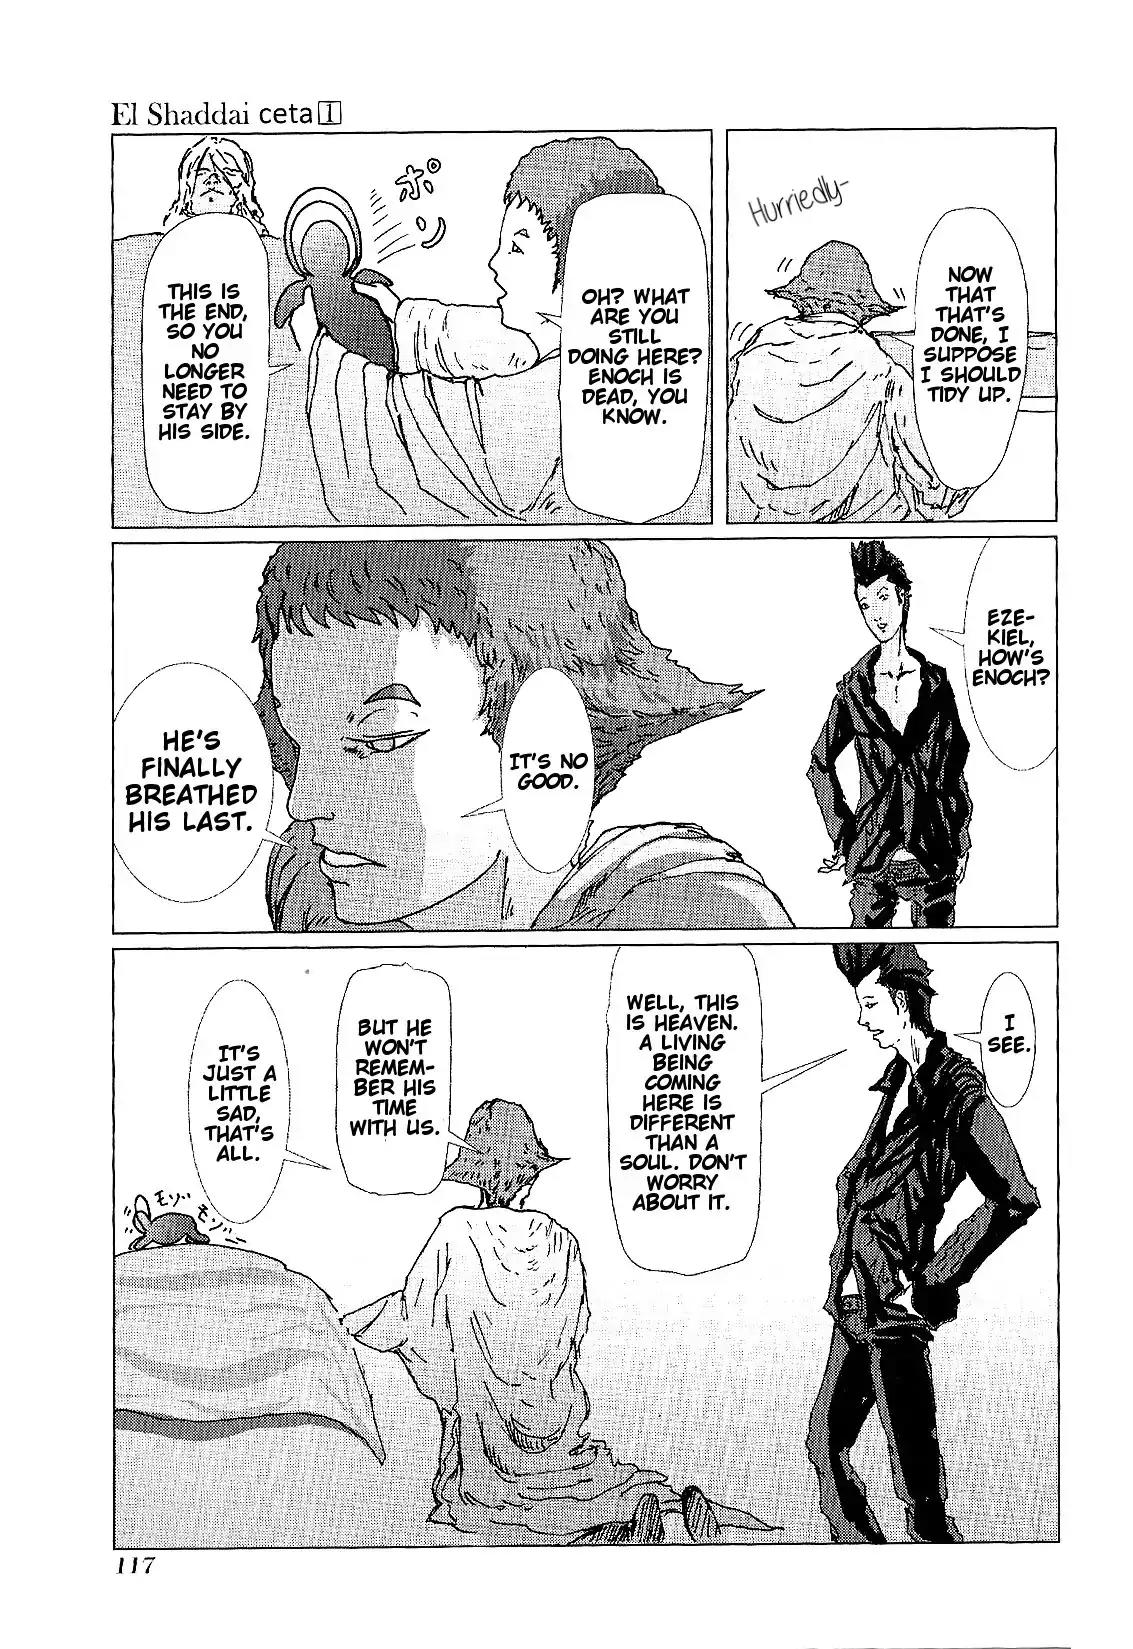 El Shaddai ceta 1
Hurriedly-
NOW
THAT
THAT'S
DONE, I
SUPPOSE
I SHOULD
TIDY UP.
ポン
OH? WHAT
ARE YOU
STILL
DOING HERE?
ENOCH IS
DEAD, YOU
KNOW.
THIS IS
THE END,
SO YOU
NO
LONGER
NEED TO
STAY BY
HIS SIDE.
EZE-
KIEL,
HOW'S
ENOCH?
IT'S NO
GOOD.
HE'S
FINALLY
BREATHED
HIS LAST.
I
SEE.
WELL, THIS
IS HEAVEN.
A LIVING
BEING
COMING
HERE IS
DIFFERENT
THAN A
SOUL. DON'T
WORRY
ABOUT IT.
BUT HE
WON'T
REMEM-
BER HIS
TIME
WITH US.
IT'S
JUST A
LITTLE
SAD,
THAT'S
ALL.
モゾ
モゾ
117